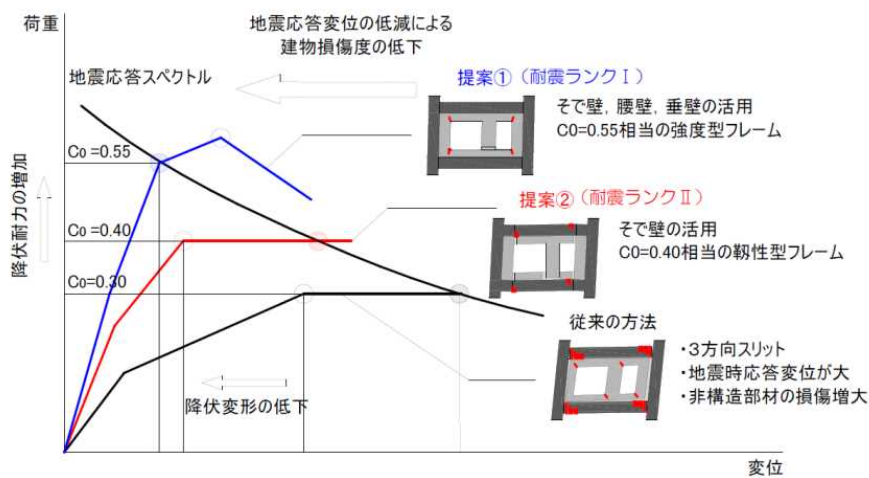 荷重
地震応答変位の低減による
建物損傷度の低下
地震応答スペクトル
提案①(耐震ランクⅠ)
そで壁, 腰壁, 垂壁の活用
C0=0.55相当の強度型フレーム
Co =0.55
降伏耐力の増加
提案②(耐震ランクⅡ)
Co =0.40
そで壁の活用
C0=0.40相当の靱性型フレーム
Co=0.30
従来の方法
・3方向スリット
・地震時応答変位が大
・非構造部材の損傷増大
降伏変形の低下
変位